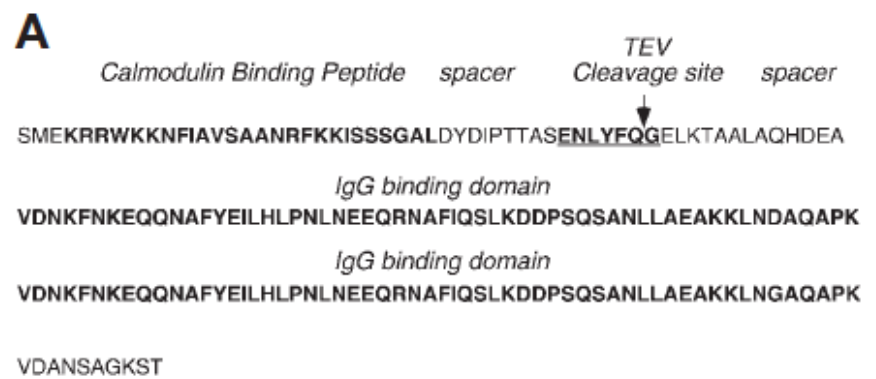 A
TEV
Calmodulin Binding Peptide spacer Cleavage site spacer
SMEKRRWKKNFIAVSAANRFKKISSSGALDYDIPTTASENLYFQGELKTAALAQHDEA
IgG binding domain
VDNKFNKEQQNAFYEILHLPNLNEEQRNAFIQSLKDDPSQSANLLAEAKKLNDAQAPK
IgG binding domain
VDNKFNKEQQNAFYEILHLPNLNEEQRNAFIQSLKDDPSQSANLLAEAKKLNGAQAPK
VDANSAGKST